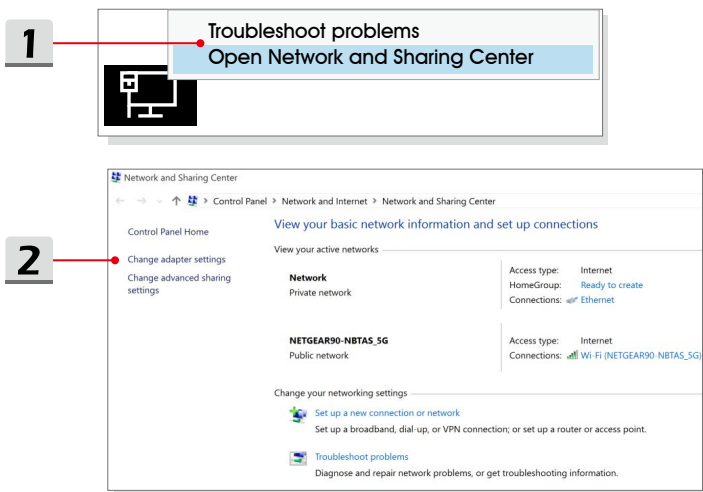 1
Troubleshoot problems
Open Network and Sharing Center
Network and Sharing Center
Control Panel > Network and Internet > Network and Sharing Center
Control Panel Home
Change adapter settings
Change advanced sharing
settings
2
View your basic network information and set up connections
View your active networks
Network
Private network
Access type: Internet
HomeGroup: Ready to create
Connections: Ethernet
NETGEAR90-NBTAS_5G
Public network
Access type: Internet
Connections: Wi-Fi (NETGEAR90-NBTAS_5G)
Change your networking settings
Set up a new connection or network
Set up a broadband, dial-up, or VPN connection; or set up a router or access point.
Troubleshoot problems
Diagnose and repair network problems, or get troubleshooting information.